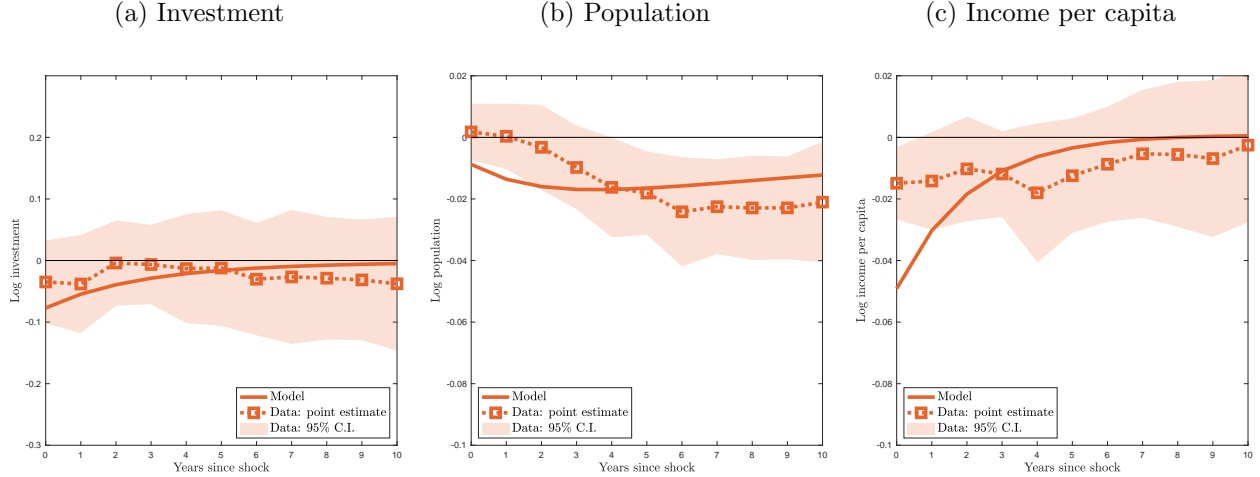 (a) Investment
(b) Population
(c) Income per capita
0.2
0.1
0
-0.1
-0.2
-0.3
Log investment
0 1 2 3 4 5 6 7 8 9 10
Years since shock
Model
Data: point estimate
Data: 95% C.I.
0.02
0
-0.02
-0.04
-0.06
-0.08
-0.1
Log population
0 1 2 3 4 5 6 7 8 9 10
Years since shock
Model
Data: point estimate
Data: 95% C.I.
0.02
0
-0.02
-0.04
-0.06
-0.08
-0.1
Log income per capita
0 1 2 3 4 5 6 7 8 9 10
Years since shock
Model
Data: point estimate
Data: 95% C.I.